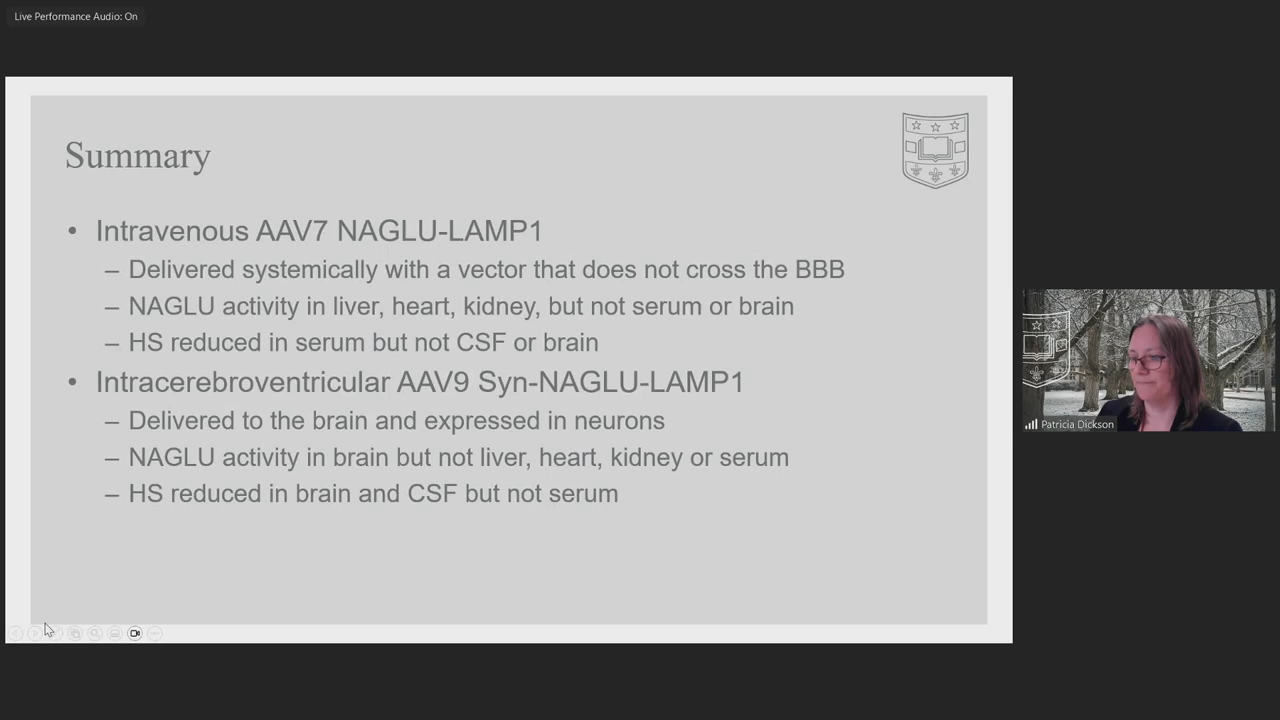 Live Performance Audio: On
Summary
• Intravenous AAV7 NAGLU-LAMP1
– Delivered systemically with a vector that does not cross the BBB
– NAGLU activity in liver, heart, kidney, but not serum or brain
– HS reduced in serum but not CSF or brain
• Intracerebroventricular AAV9 Syn-NAGLU-LAMP1
– Delivered to the brain and expressed in neurons
– NAGLU activity in brain but not liver, heart, kidney or serum
– HS reduced in brain and CSF but not serum
Patricia Dickson